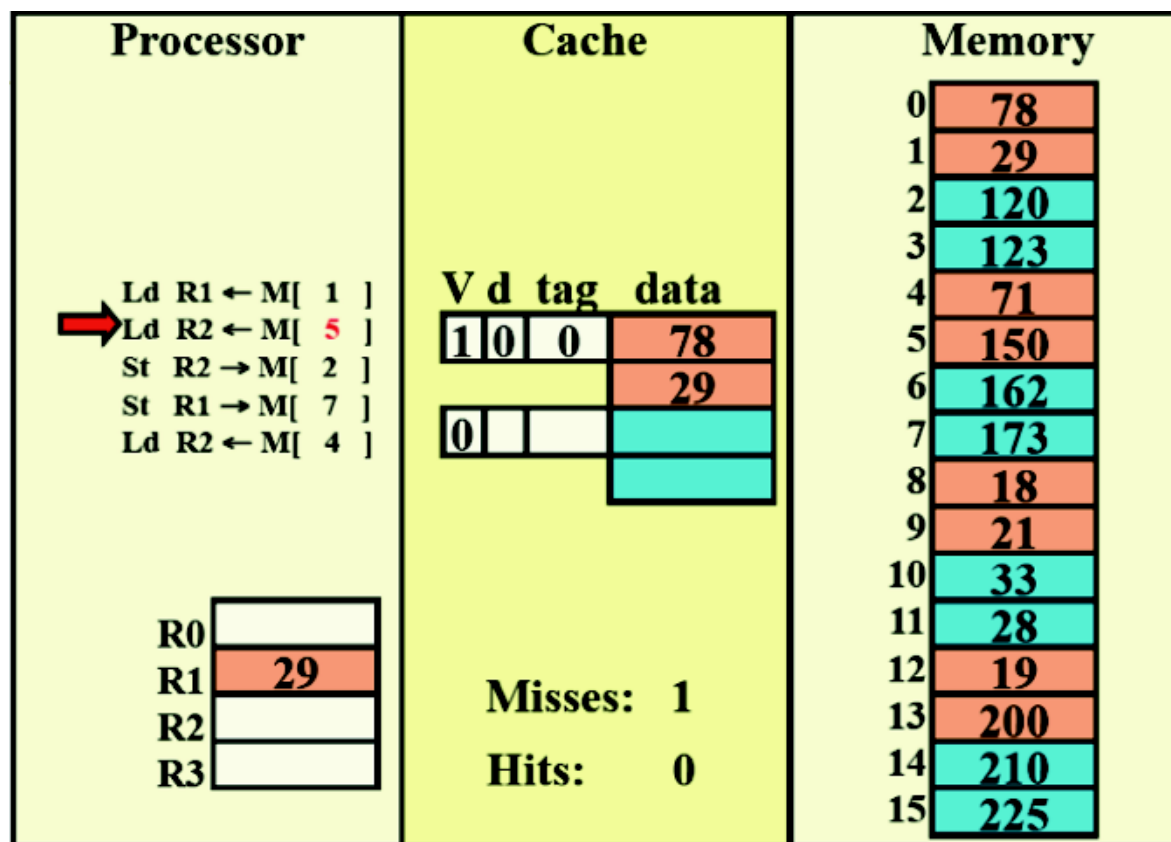 Processor
Ld R1 ← M[ 1 ]
Ld R2 ← M[ 5 ]
St R2 → M[ 2 ]
St R1 → M[ 7 ]
Ld R2 ← M[ 4 ]
R0
R1 29
R2
R3
Cache
V d tag data
1 0 0 78
29
0
Misses: 1
Hits: 0
Memory
0 78
1 29
2 120
3 123
4 71
5 150
6 162
7 173
8 18
9 21
10 33
11 28
12 19
13 200
14 210
15 225